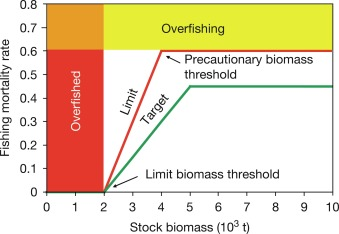 0.8
0.7
0.6
0.5
0.4
0.3
0.2
0.1
0
Fishing mortality rate
Overfishing
Overfished
Limit
Target
Precautionary biomass
threshold
Limit biomass threshold
0 1 2 3 4 5 6 7 8 9 10
Stock biomass (10³ t)